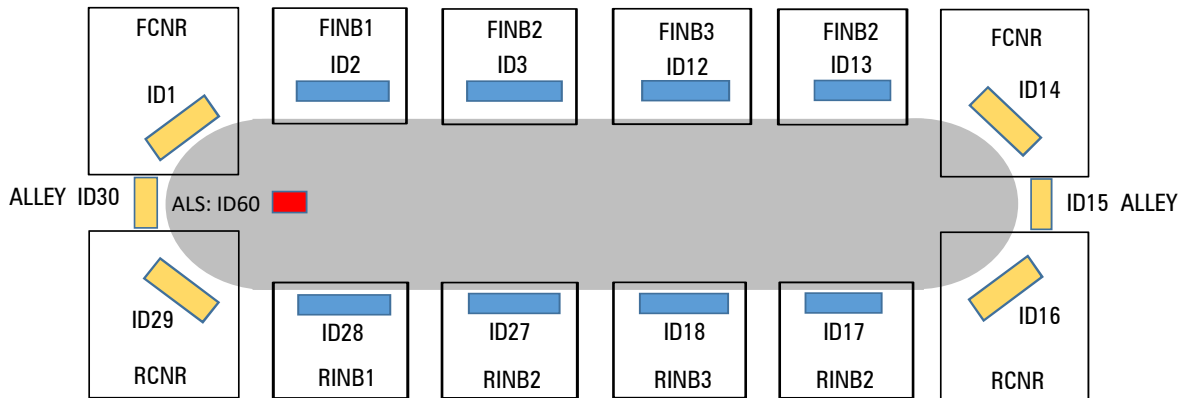 FCNR
FINB1
FINB2
FINB3
FINB2
FCNR
ID1
ID2
ID3
ID12
ID13
ID14
ALLEY ID30
ALS: ID60
ID15 ALLEY
ID29
ID28
ID27
ID18
ID17
ID16
RCNR
RINB1
RINB2
RINB3
RINB2
RCNR